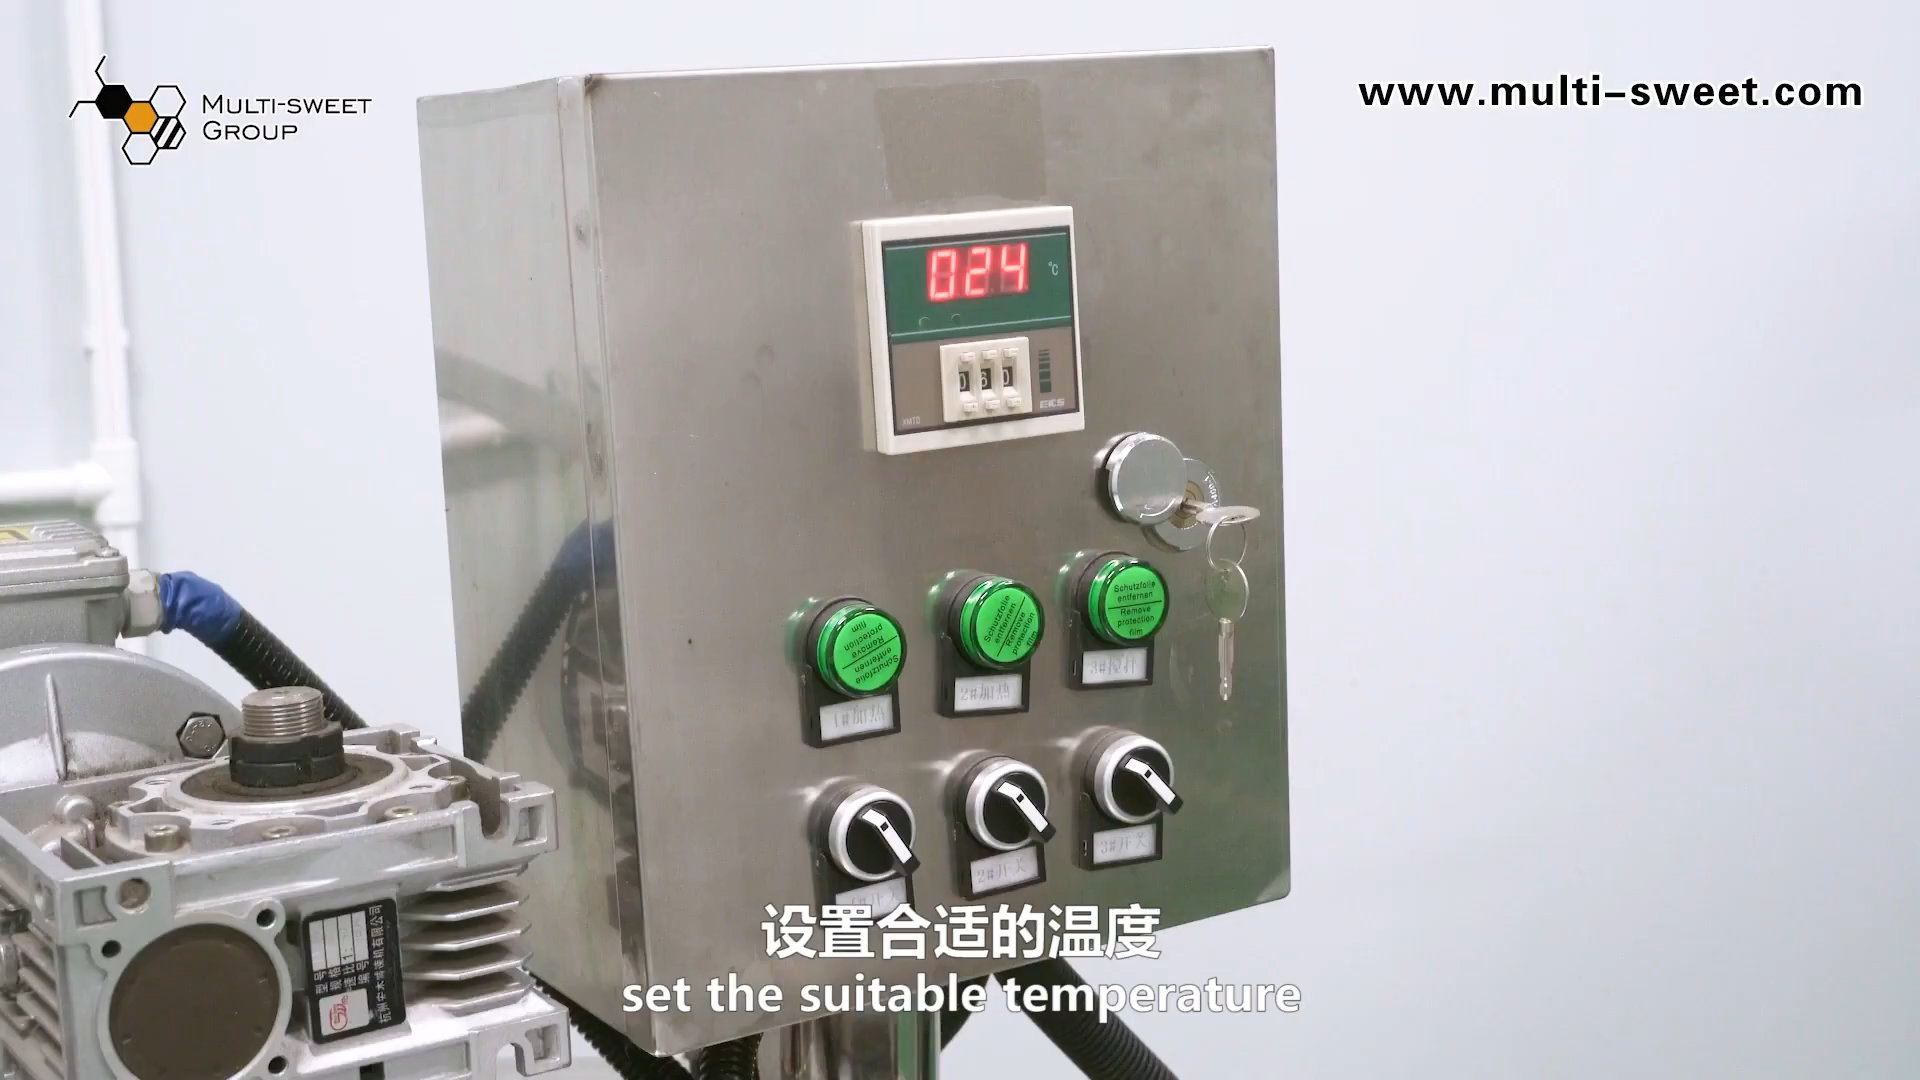 MULTI-SWEET
GROUP
www.multi-sweet.com
024
°C
060
XMTD
Schutzfolie
entfernen
Remove
protection
film
Schutzfolie
entfernen
Remove
protection
film
Schutzfolie
entfernen
Remove
protection
film
1#加热
2#加热
3#搅拌
2#开关
3#开关
设置合适的温度
set the suitable temperature